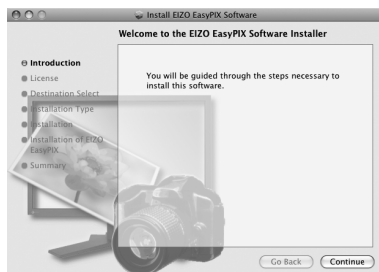 Install EIZO EasyPIX Software
Welcome to the EIZO EasyPIX Software Installer
Introduction
License
Destination Select
Installation Type
Installation
Installation of EIZO
EasyPIX
Summary
You will be guided through the steps necessary to
install this software.
Go Back
Continue